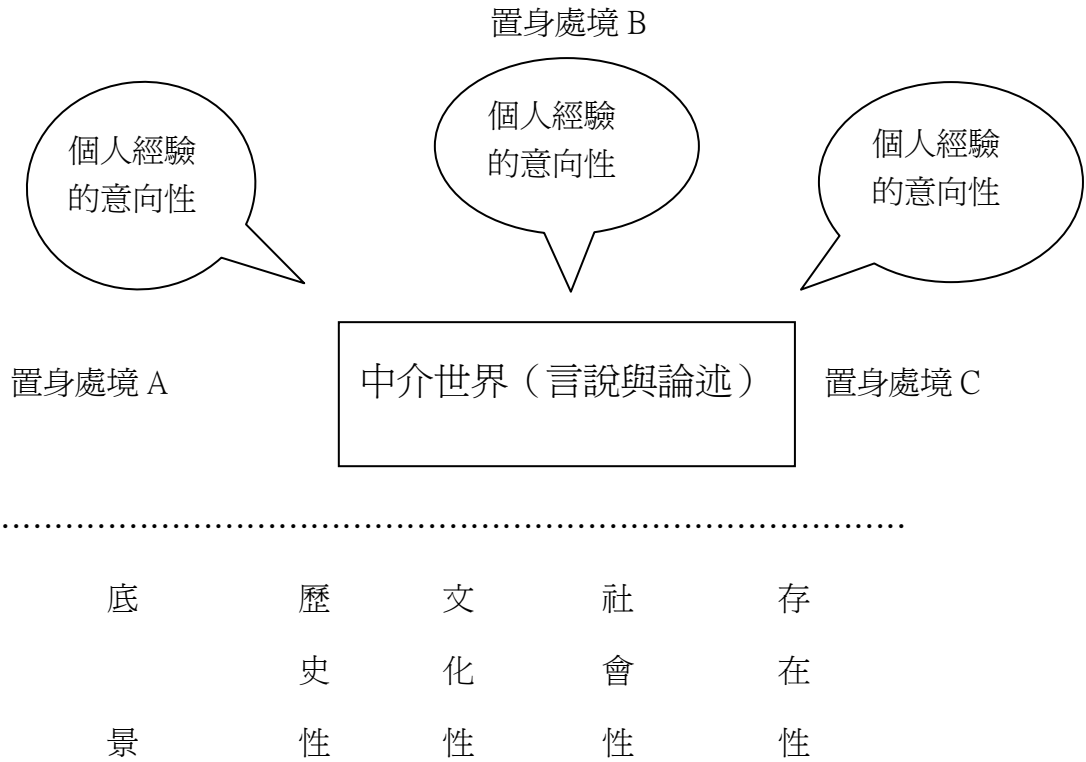 置身處境 B
個人經驗
的意向性
個人經驗
的意向性
個人經驗
的意向性
置身處境 A
中介世界（言說與論述）
置身處境 C
底景
歷史性
文化性
社會性
存在性